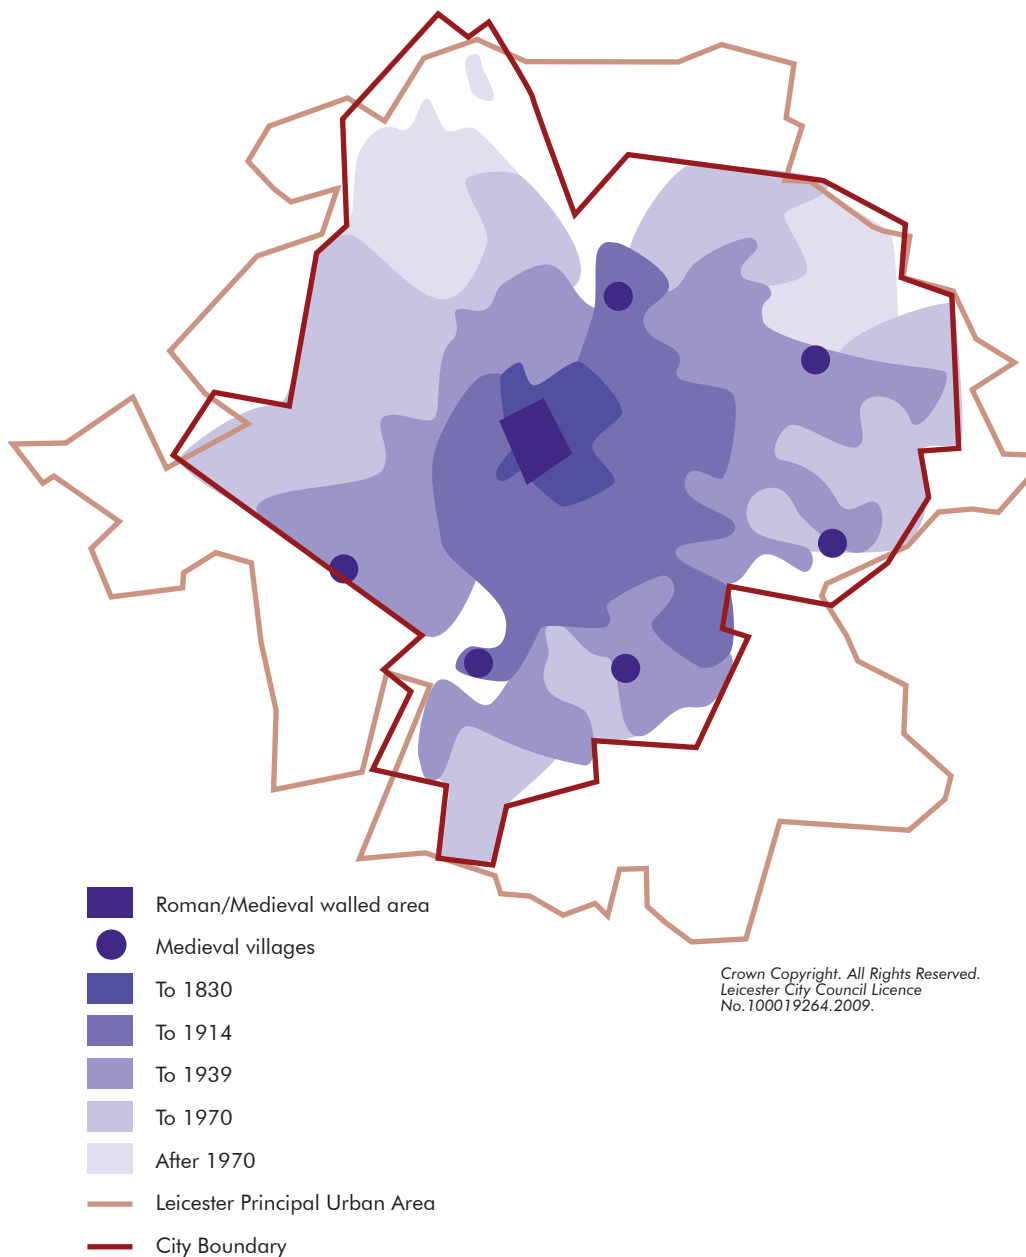 Roman/Medieval walled area
Medieval villages
To 1830
To 1914
To 1939
To 1970
After 1970
Leicester Principal Urban Area
City Boundary
Crown Copyright. All Rights Reserved.
Leicester City Council Licence
No.100019264.2009.